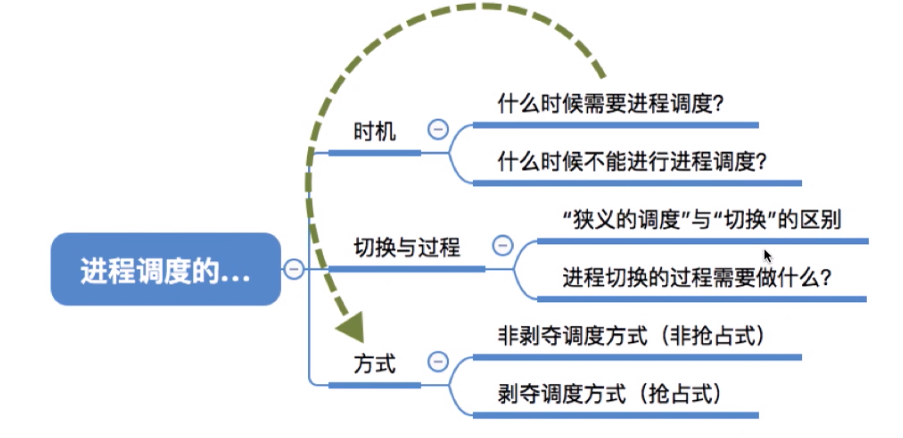 进程调度的...
时机
什么时候需要进程调度？
什么时候不能进行进程调度？
切换与过程
“狭义的调度”与“切换”的区别
进程切换的过程需要做什么？
方式
非剥夺调度方式（非抢占式）
剥夺调度方式（抢占式）